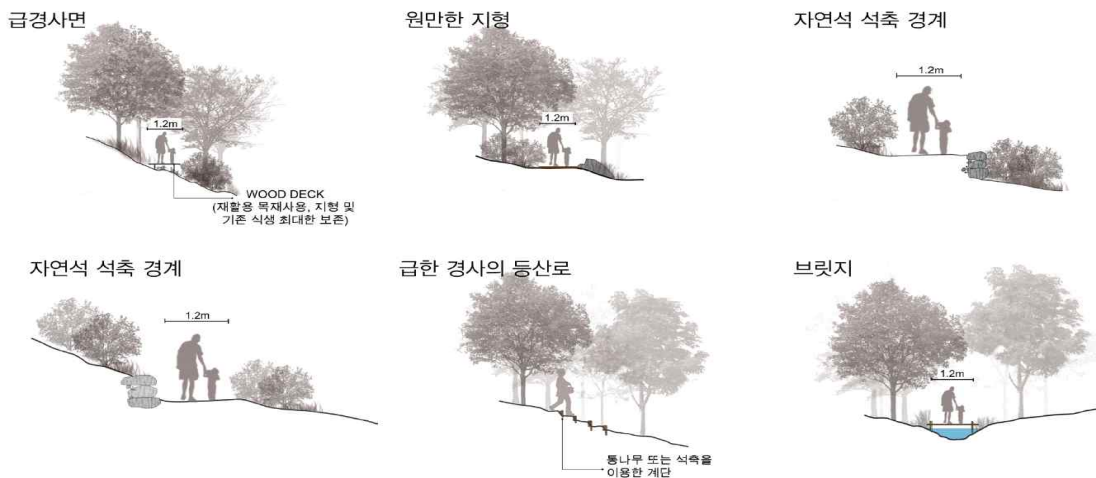 급경사면
1.2m
WOOD DECK
(재활용 목재사용, 지형 및
기존 식생 최대한 보존)
원만한 지형
1.2m
자연석 석축 경계
1.2m
자연석 석축 경계
1.2m
급한 경사의 등산로
통나무 또는 석축을
이용한 계단
브릿지
1.2m